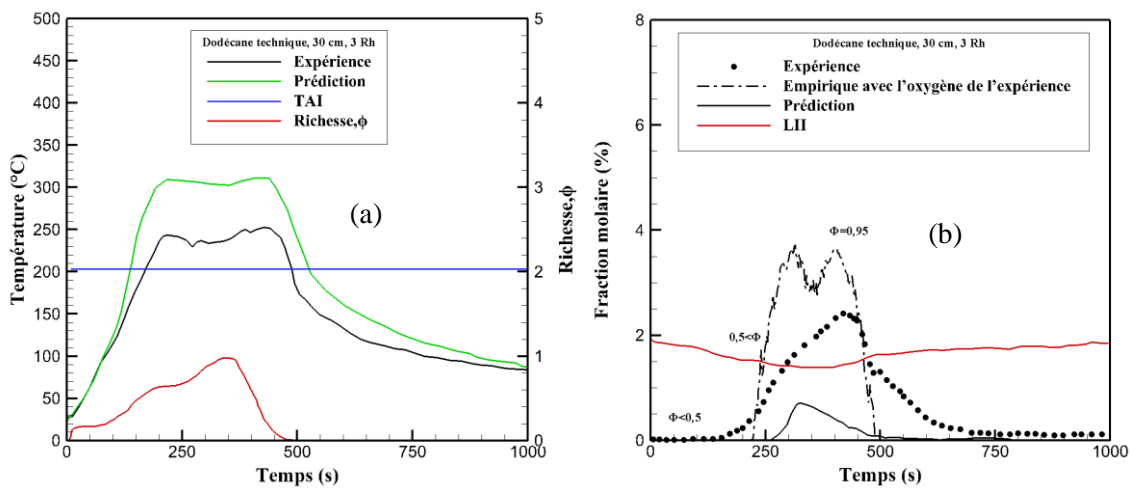 Dodécane technique, 30 cm, 3 Rh
Expérience
Prédiction
TAI
Richesse,ϕ
(a)
Température (°C)
500
450
400
350
300
250
200
150
100
50
0
0
250
500
750
1000
Temps (s)
5
4
3
2
1
0
Richesse,ϕ
Dodécane technique, 30 cm, 3 Rh
Expérience
Empirique avec l'oxygène de l'expérience
Prédiction
LII
(b)
Φ=0,95
0,5<Φ
Φ<0,5
Fraction molaire (%)
8
6
4
2
0
0
250
500
750
1000
Temps (s)